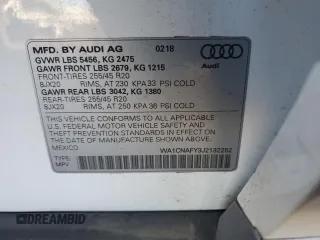 MFD. BY AUDI AG 0218
GVWR LBS 5456, KG 2475
GAWR FRONT LBS 2679, KG 1215
FRONT-TIRES 255/45 R20
8JX20 RIMS, AT 230 KPA 33 PSI COLD
GAWR REAR LBS 3042, KG 1380
REAR-TIRES 255/45 R20
8JX20 RIMS, AT 250 KPA 36 PSI COLD
THIS VEHICLE CONFORMS TO ALL APPLICABLE
U.S. FEDERAL MOTOR VEHICLE SAFETY AND
THEFT PREVENTION STANDARDS IN EFFECT ON
THE DATE OF MANUFACTURE SHOWN ABOVE
MEXICO WA1CNAFY3J2182282
TYPE:
MPV
© DREAMBID